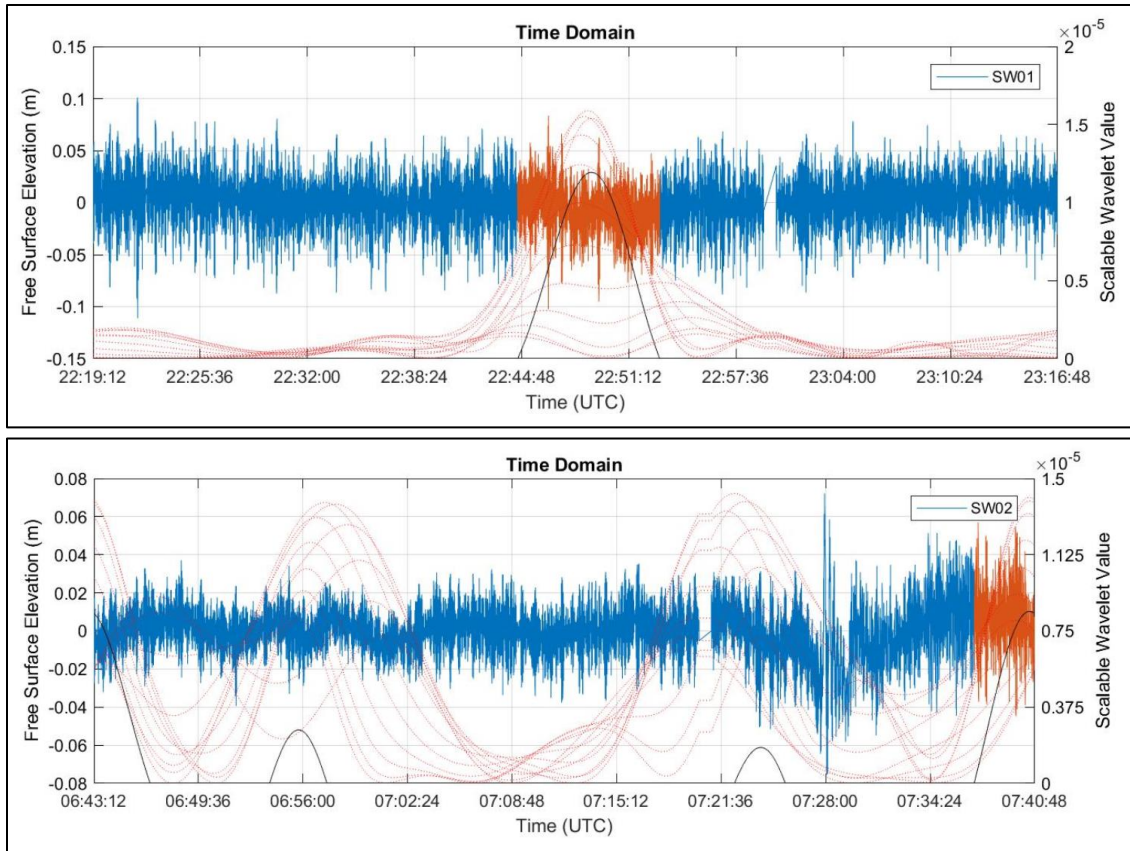 Time Domain
×10⁻⁵
0.15
0.1
0.05
0
-0.05
-0.1
-0.15
Free Surface Elevation (m)
SW01
2
1.5
1
0.5
0
Scalable Wavelet Value
22:19:12 22:25:36 22:32:00 22:38:24 22:44:48 22:51:12 22:57:36 23:04:00 23:10:24 23:16:48
Time (UTC)
Time Domain
×10⁻⁵
0.08
0.06
0.04
0.02
0
-0.02
-0.04
-0.06
-0.08
Free Surface Elevation (m)
SW02
1.5
1.125
0.75
0.375
0
Scalable Wavelet Value
06:43:12 06:49:36 06:56:00 07:02:24 07:08:48 07:15:12 07:21:36 07:28:00 07:34:24 07:40:48
Time (UTC)